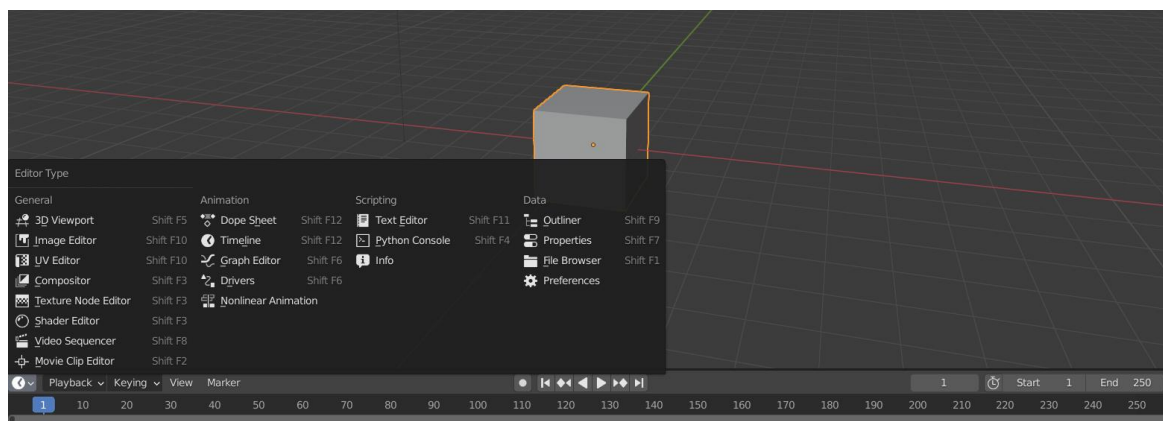 Editor Type
General
3D Viewport Shift F5
Image Editor Shift F10
UV Editor Shift F10
Compositor Shift F3
Texture Node Editor Shift F3
Shader Editor Shift F3
Video Sequencer Shift F8
Movie Clip Editor Shift F2
Animation
Dope Sheet Shift F12
Timeline Shift F12
Graph Editor Shift F6
Drivers Shift F6
Nonlinear Animation
Scripting
Text Editor Shift F11
Python Console Shift F4
Info
Data
Outliner Shift F9
Properties Shift F7
File Browser Shift F1
Preferences
Playback Keying View Marker 1 Start 1 End 250
1 10 20 30 40 50 60 70 80 90 100 110 120 130 140 150 160 170 180 190 200 210 220 230 240 250